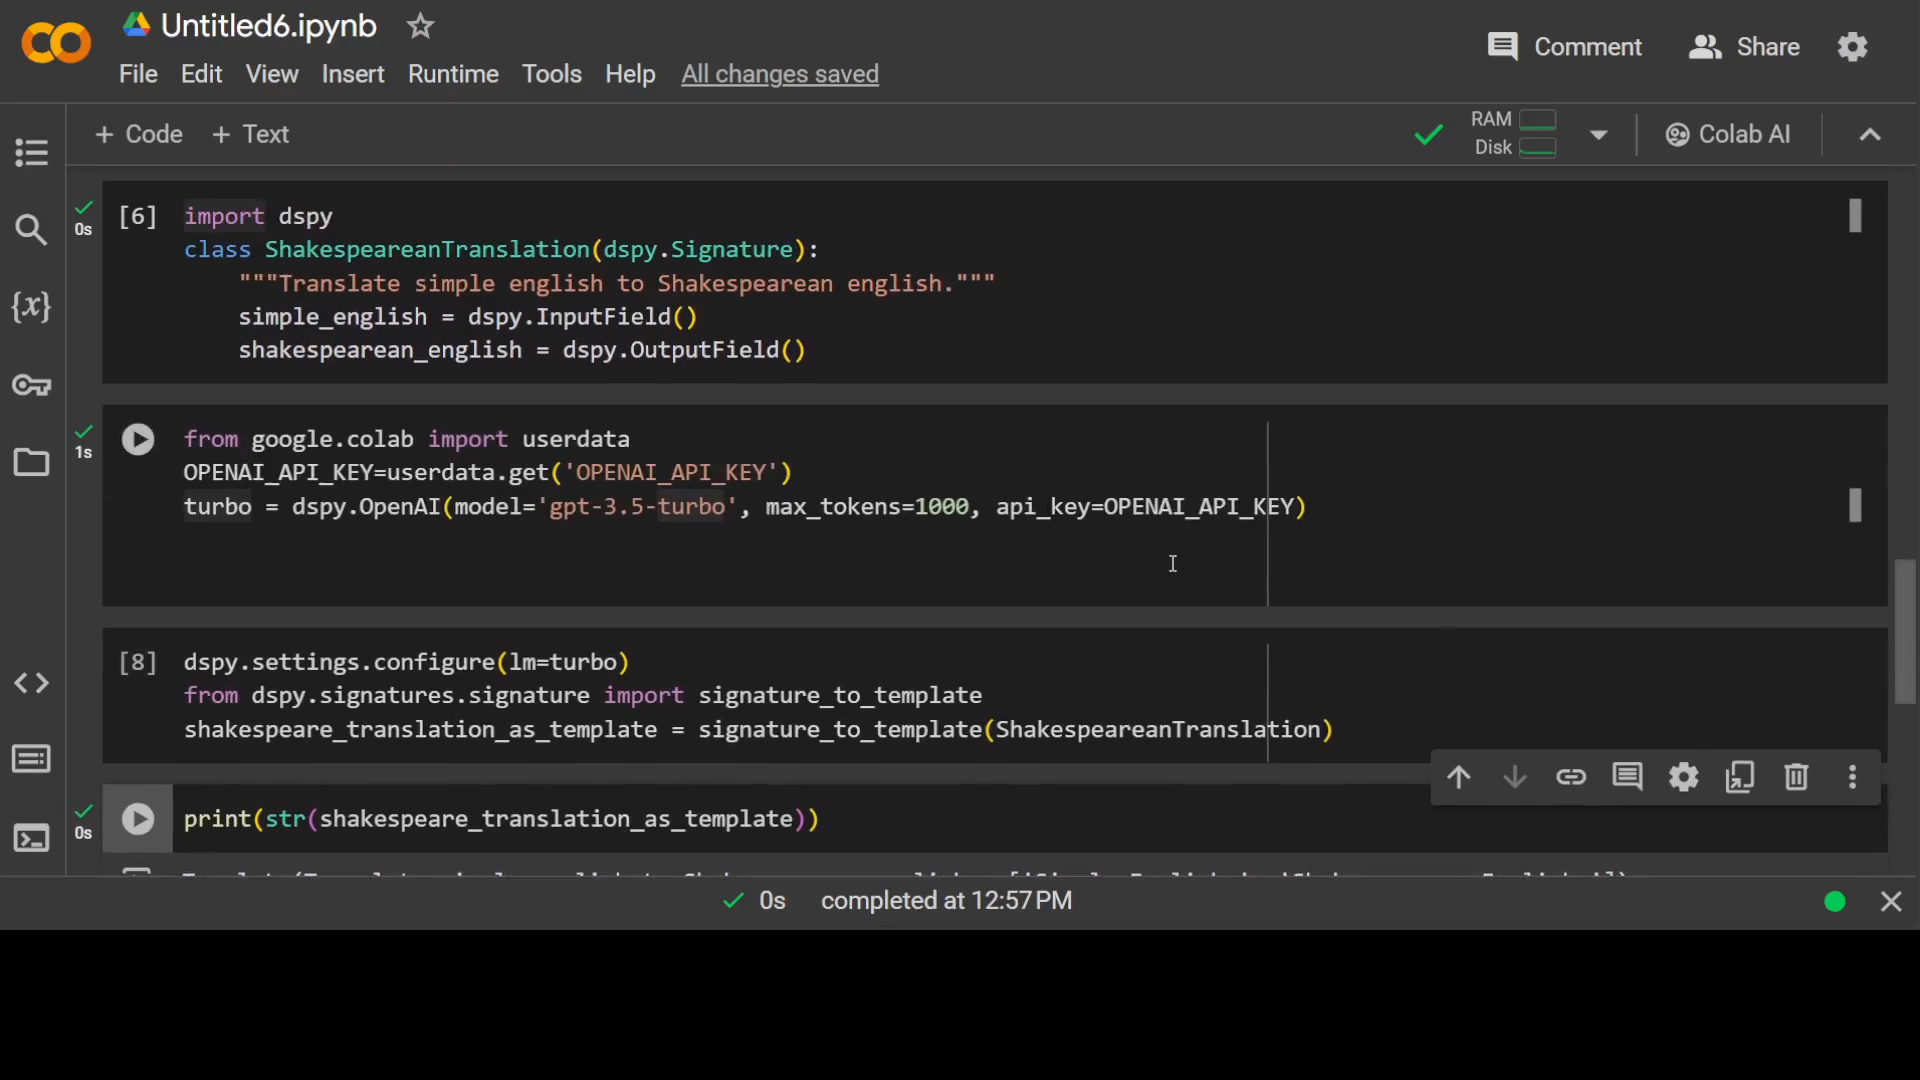 Untitled6.ipynb
Comment
Share
File Edit View Insert Runtime Tools Help All changes saved
+ Code + Text
RAM
Disk
Colab AI
[6] import dspy
0s
class ShakespeareanTranslation(dspy.Signature):
"""Translate simple english to Shakespearean english."""
simple_english = dspy.InputField()
shakespearean_english = dspy.OutputField()
from google.colab import userdata
1s
OPENAI_API_KEY=userdata.get('OPENAI_API_KEY')
turbo = dspy.OpenAI(model='gpt-3.5-turbo', max_tokens=1000, api_key=OPENAI_API_KEY)
[8] dspy.settings.configure(lm=turbo)
from dspy.signatures.signature import signature_to_template
shakespeare_translation_as_template = signature_to_template(ShakespeareanTranslation)
print(str(shakespeare_translation_as_template))
0s
0s completed at 12:57 PM